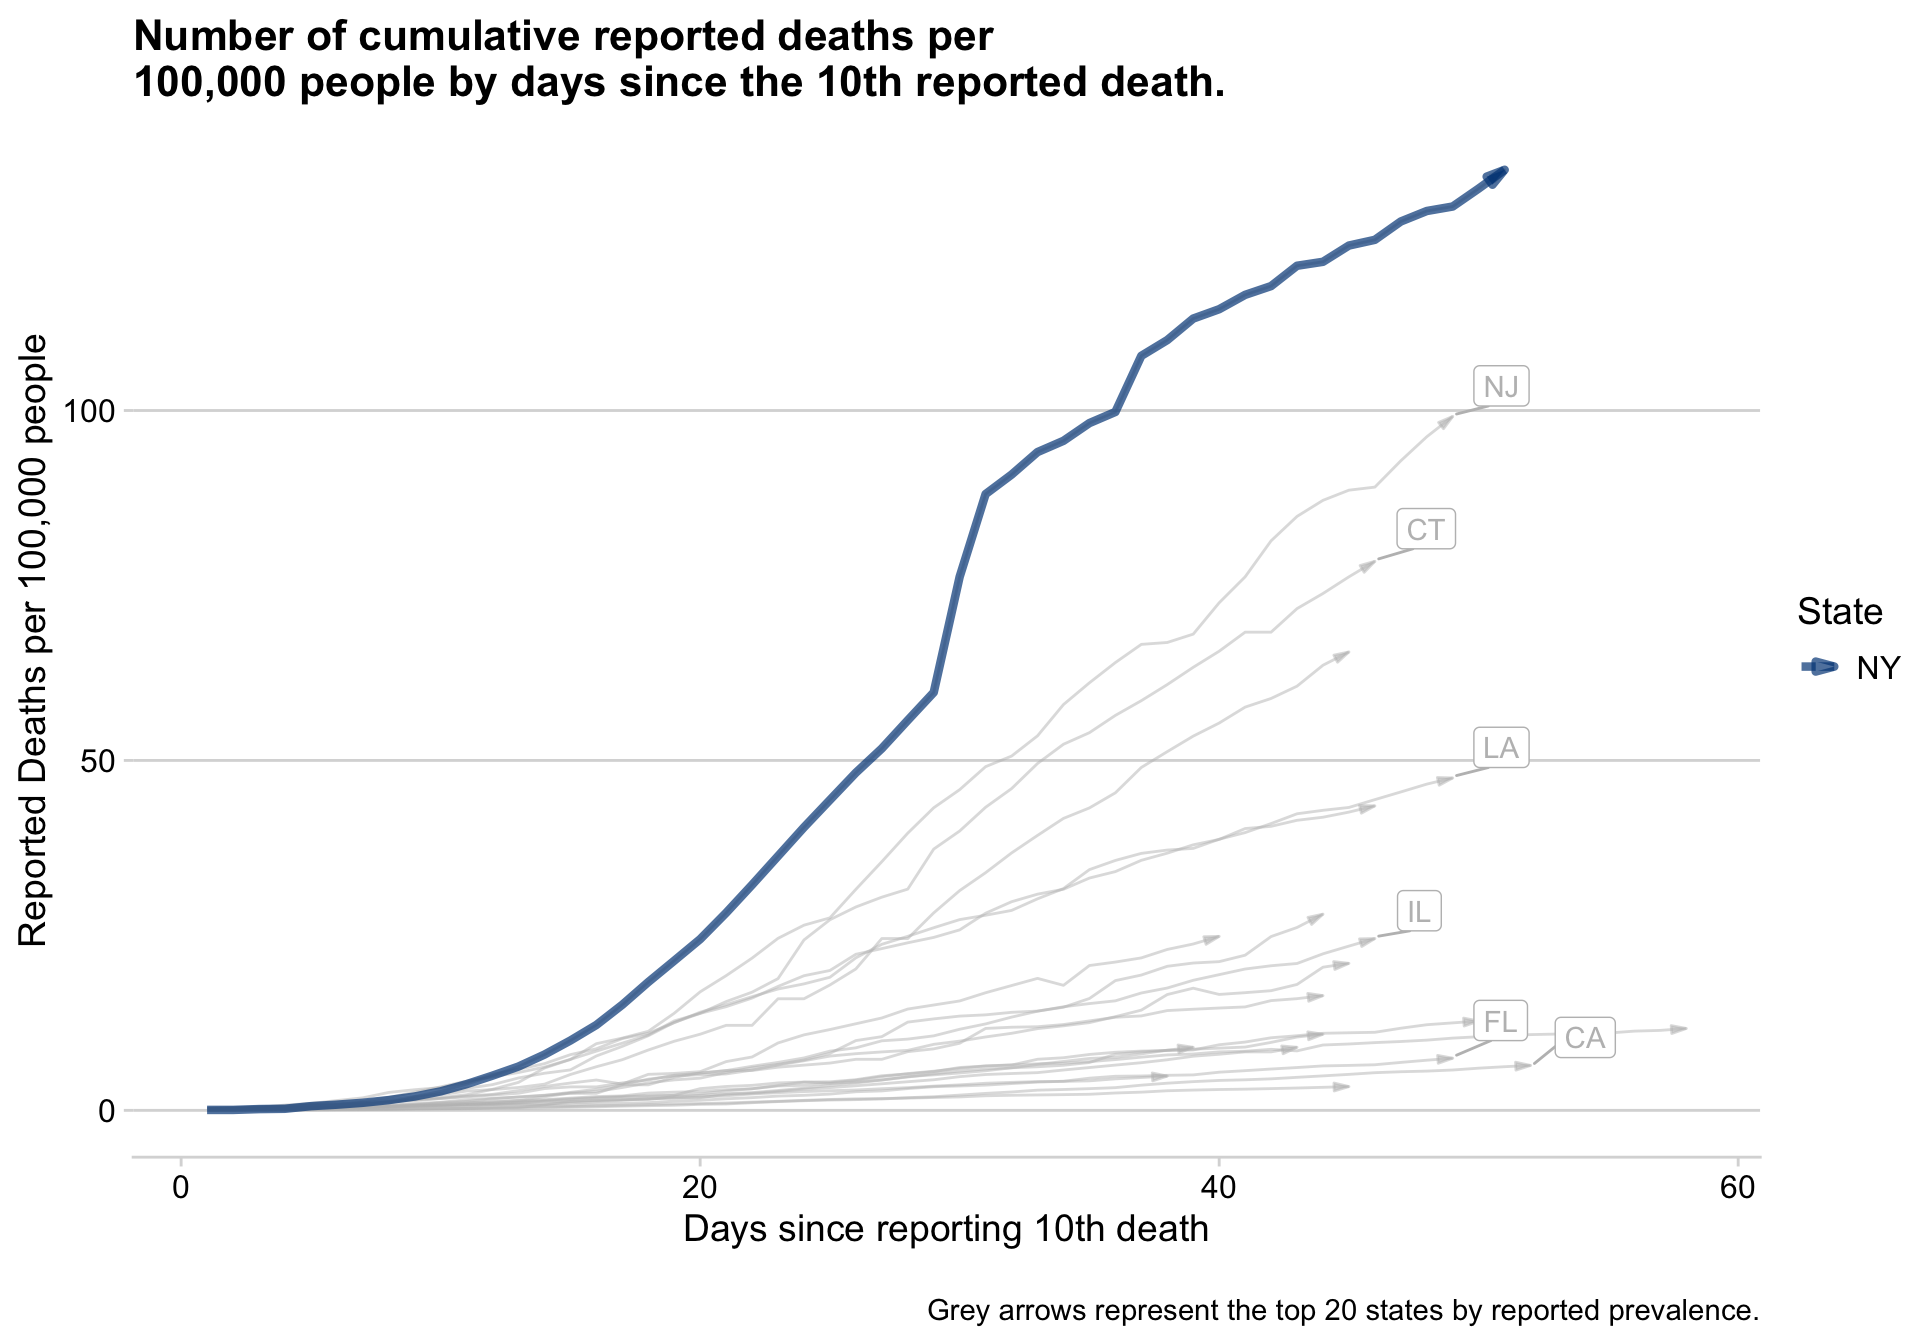 Number of cumulative reported deaths per
100,000 people by days since the 10th reported death.
Reported Deaths per 100,000 people
100
50
0
NJ
CT
LA
IL
FL
CA
State
NY
0
20
40
60
Days since reporting 10th death
Grey arrows represent the top 20 states by reported prevalence.